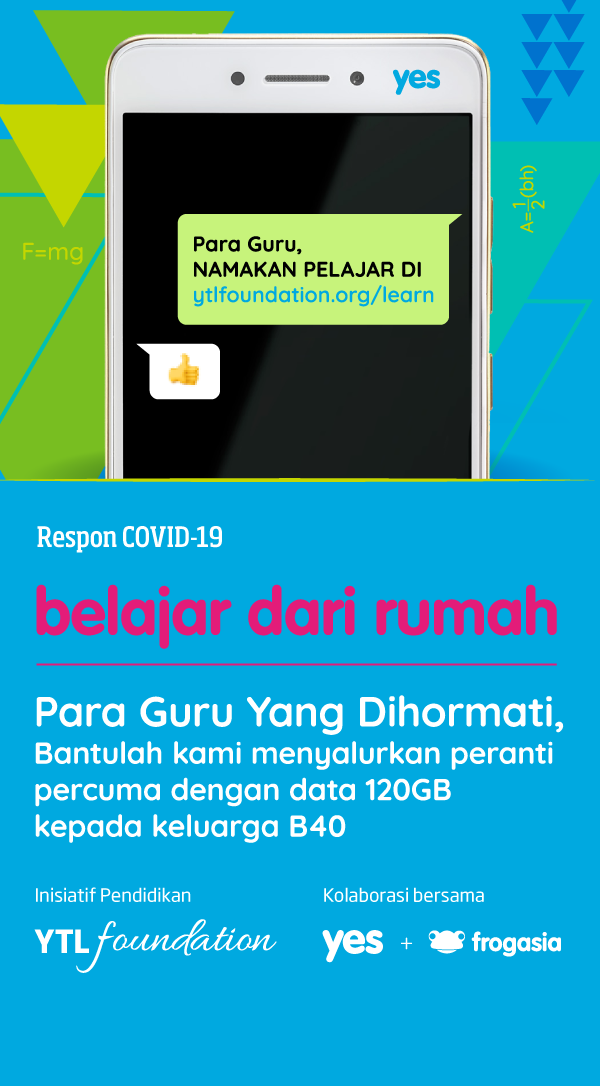 yes
F=mg
A=½(bh)
Para Guru,
NAMAKAN PELAJAR DI
ytlfoundation.org/learn
Respon COVID-19
belajar dari rumah
Para Guru Yang Dihormati,
Bantulah kami menyalurkan peranti
percuma dengan data 120GB
kepada keluarga B40
Inisiatif Pendidikan
YTL foundation
Kolaborasi bersama
yes + frogasia